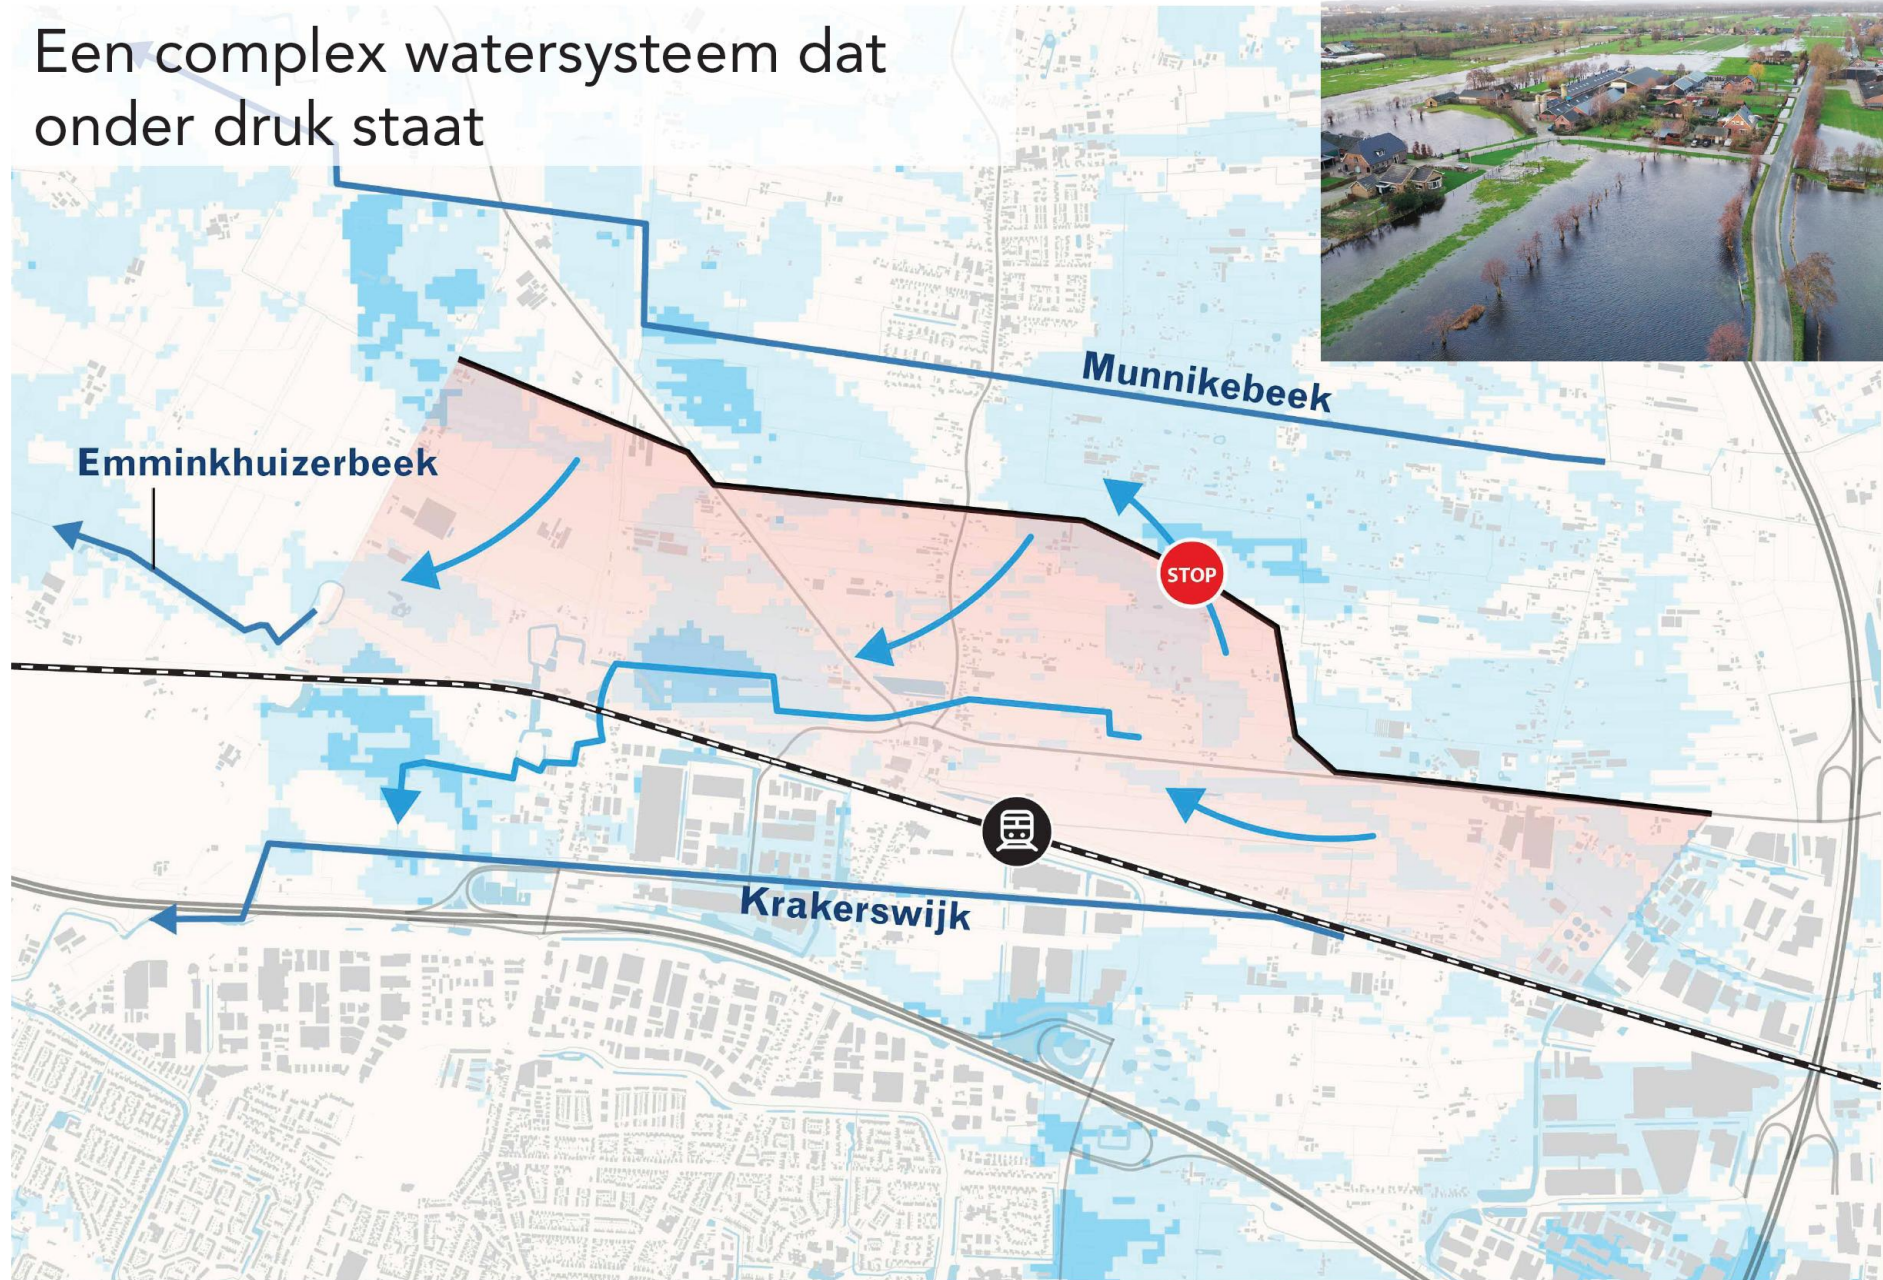 Een complex watersysteem dat
onder druk staat
Munnikebeek
Emminkhuizerbeek
STOP
Krakerswijk